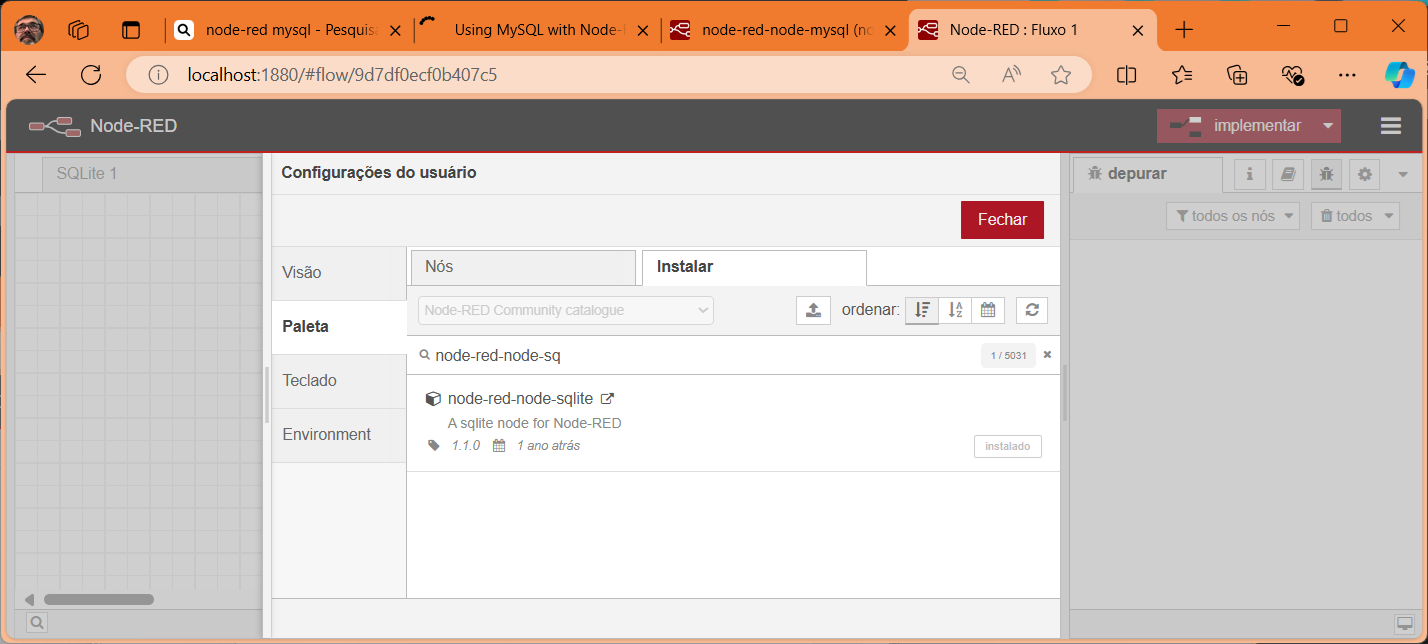 node-red mysql - Pesquisa
Using MySQL with Node-
node-red-node-mysql (no
Node-RED : Fluxo 1
localhost:1880/#flow/9d7df0ecf0b407c5
Node-RED
implementar
SQLite 1
Configurações do usuário
Fechar
Visão
Paleta
Teclado
Environment
Nós
Instalar
Node-RED Community catalogue
ordenar:
node-red-node-sq
1 / 5031
node-red-node-sqlite
A sqlite node for Node-RED
1.1.0 1 ano atrás
instalado
depurar
todos os nós
todos